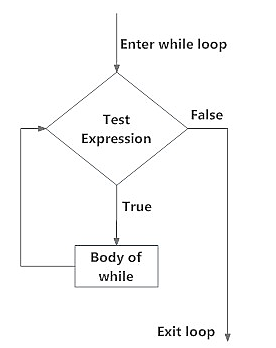 Enter while loop
Test
Expression
False
True
Body of
while
Exit loop